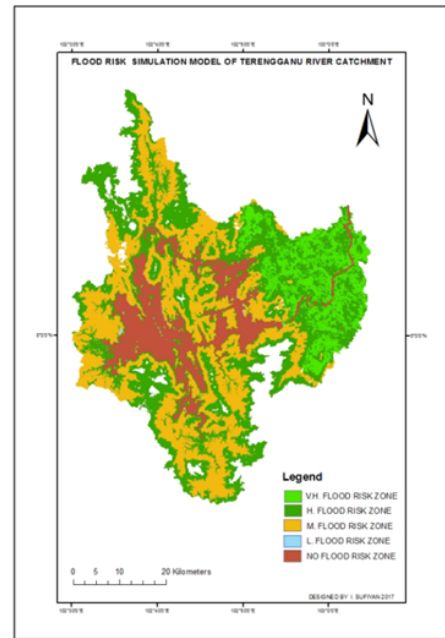 FLOOD RISK SIMULATION MODEL OF TERENGGANU RIVER CATCHMENT
N
Legend
V.H. FLOOD RISK ZONE
H. FLOOD RISK ZONE
M. FLOOD RISK ZONE
L. FLOOD RISK ZONE
NO FLOOD RISK ZONE
0 5 10 20 Kilometers
DESIGNED BY I. SUFIYAN 2017